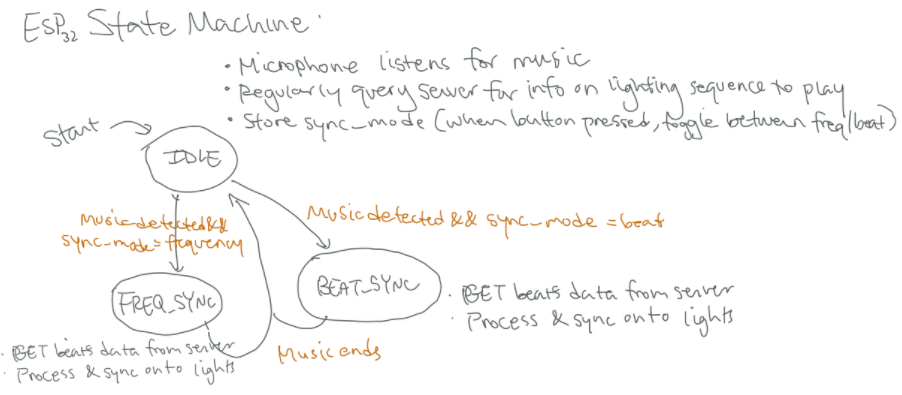 ESP32 State Machine
• Microphone listens for music
• Regularly query server for info on lighting sequence to play
• Store sync_mode (when button pressed, toggle between freq/beat)
Start
IDLE
Music detected &&
sync_mode = frequency
Music detected && sync_mode = beat
FREQ_SYNC
BEAT_SYNC
• GET beats data from server
• Process & sync onto lights
Music ends
• GET beats data from server
• Process & sync onto lights